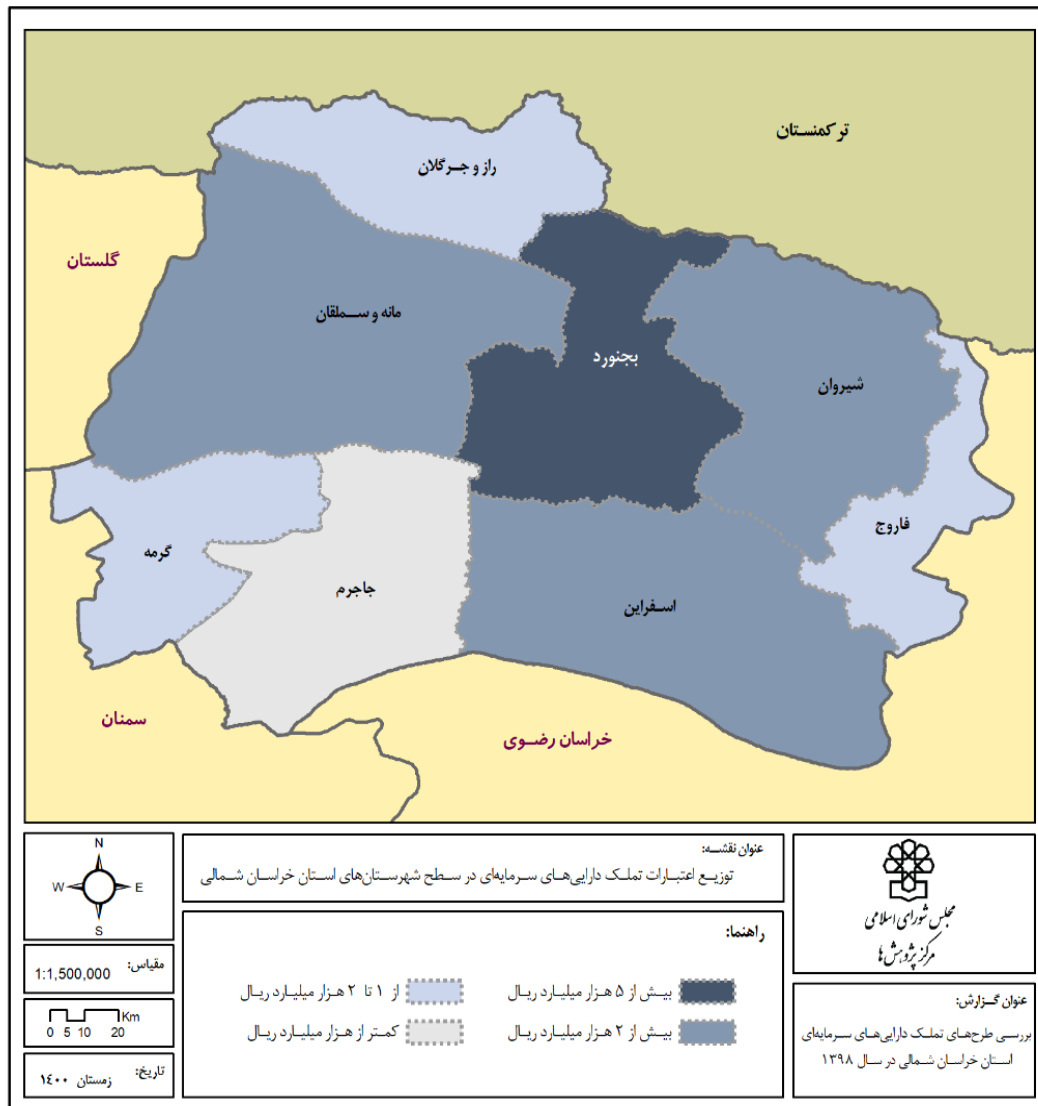 ترکمنستان
راز و جرگلان
گلستان
مانه و سملقان
بجنورد
شیروان
فاروج
گرمه
جاجرم
اسفراین
سمنان
خراسان رضوی
N
W E
S
مقیاس:
1:1,500,000
Km
0 5 10 20
تاریخ: زمستان ۱۴۰۰
عنوان نقشه:
توزیع اعتبارات تملک دارایی‌های سرمایه‌ای در سطح شهرستان‌های استان خراسان شمالی
راهنما:
بیش از ۵ هزار میلیارد ریال
از ۱ تا ۲ هزار میلیارد ریال
بیش از ۲ هزار میلیارد ریال
کمتر از هزار میلیارد ریال
مجلس شورای اسلامی
مرکز پژوهش‌ها
عنوان گزارش:
بررسی طرح‌های تملک دارایی‌های سرمایه‌ای
استان خراسان شمالی در سال ۱۳۹۸